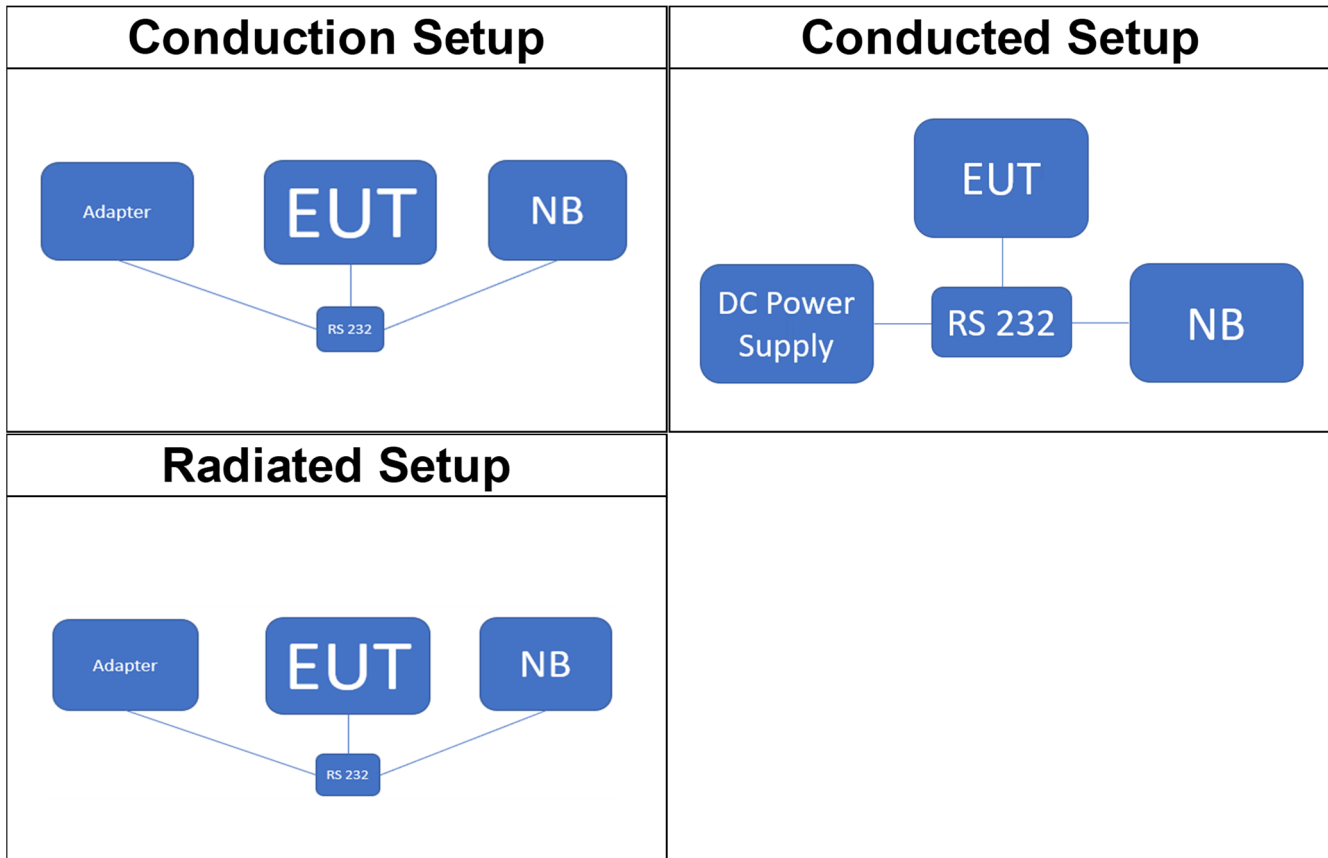 Conduction Setup
Adapter
EUT
NB
RS 232
Conducted Setup
EUT
DC Power
Supply
RS 232
NB
Radiated Setup
Adapter
EUT
NB
RS 232